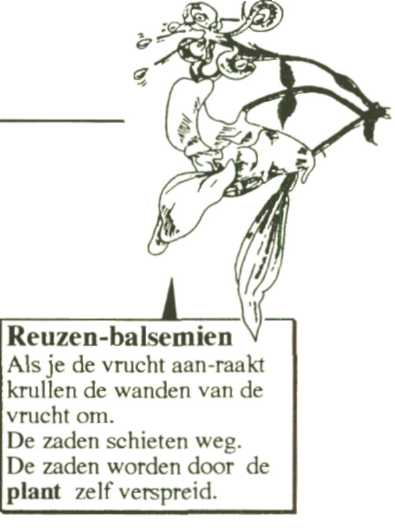 Reuzen-balsemien
Als je de vrucht aan-raakt
krullen de wanden van de
vrucht om.
De zaden schieten weg.
De zaden worden door de
plant zelf verspreid.